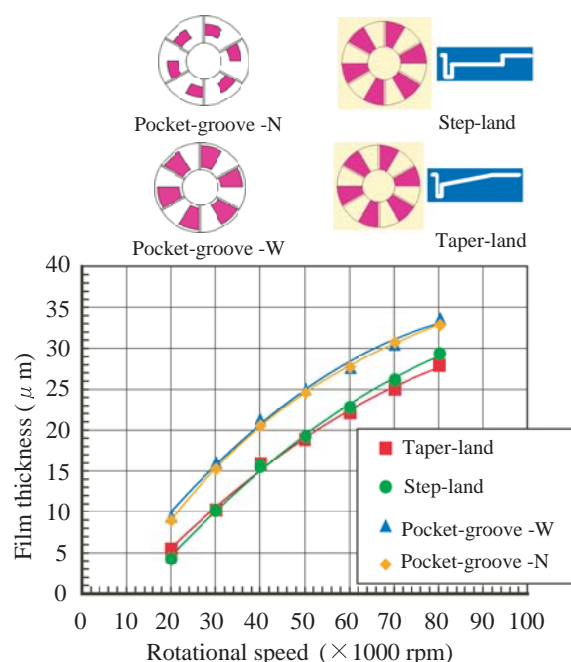 Pocket-groove -N
Step-land
Pocket-groove -W
Taper-land
40
35
30
25
20
15
10
5
0
Film thickness ( μ m)
Taper-land
Step-land
Pocket-groove -W
Pocket-groove -N
0 10 20 30 40 50 60 70 80 90 100
Rotational speed (×1000 rpm)